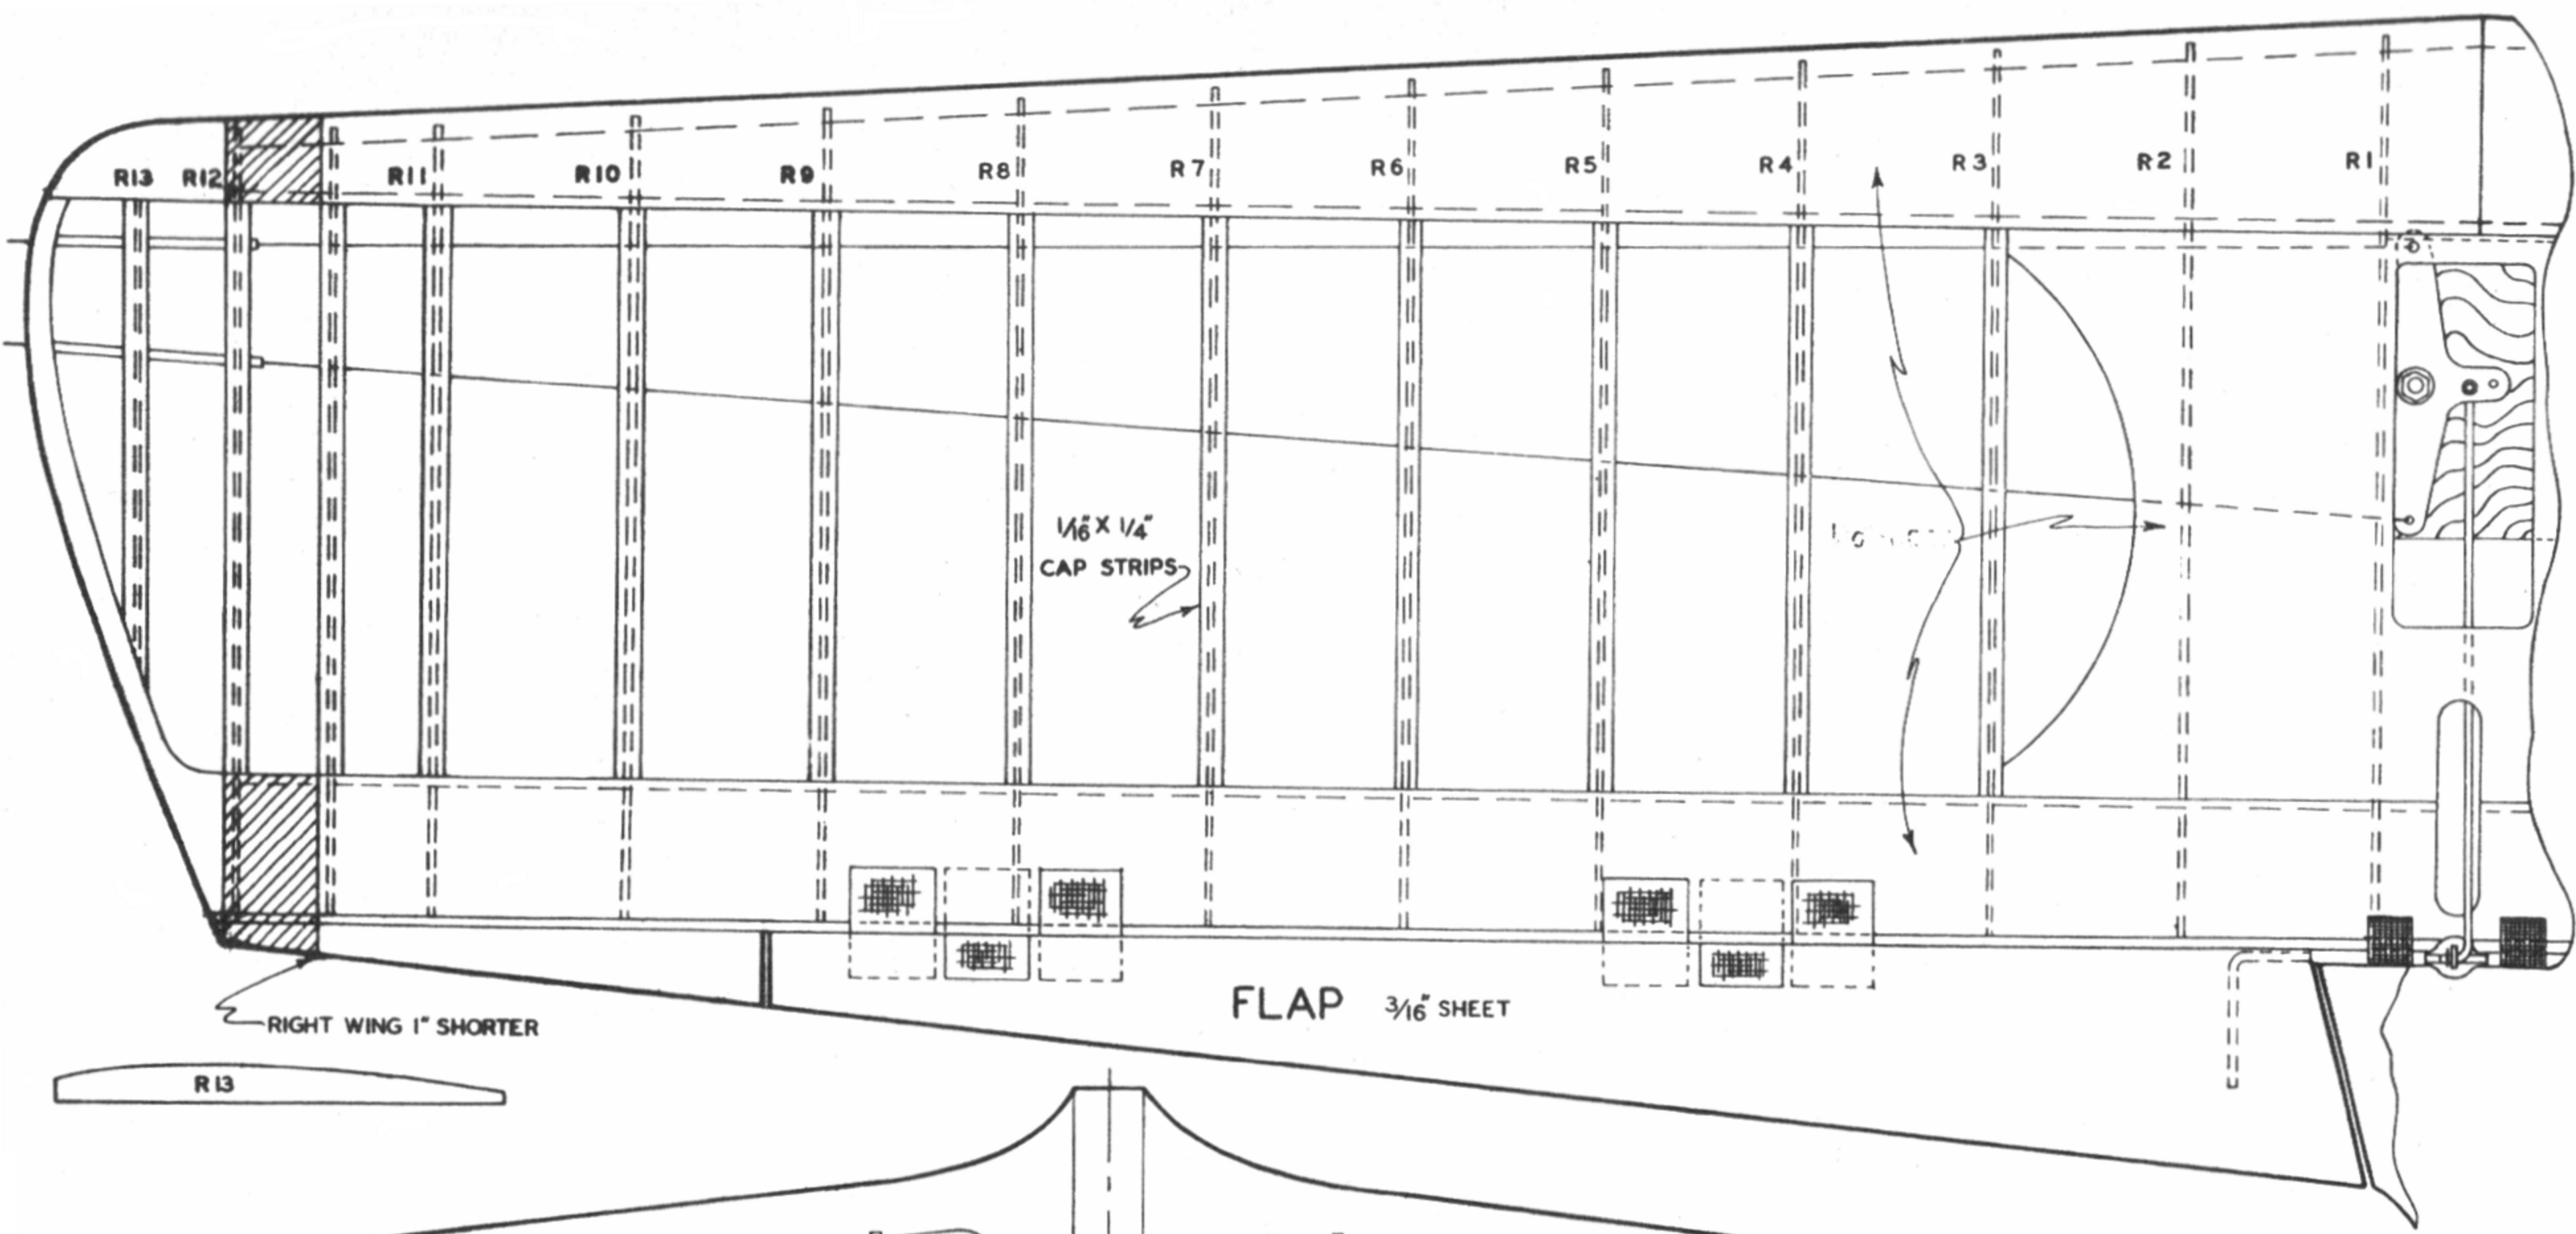 R13 R12 R11 R10 R9 R8 R7 R6 R5 R4 R3 R2 R1
1/16" X 1/4"
CAP STRIPS
FLAP 3/16" SHEET
RIGHT WING 1" SHORTER
R13